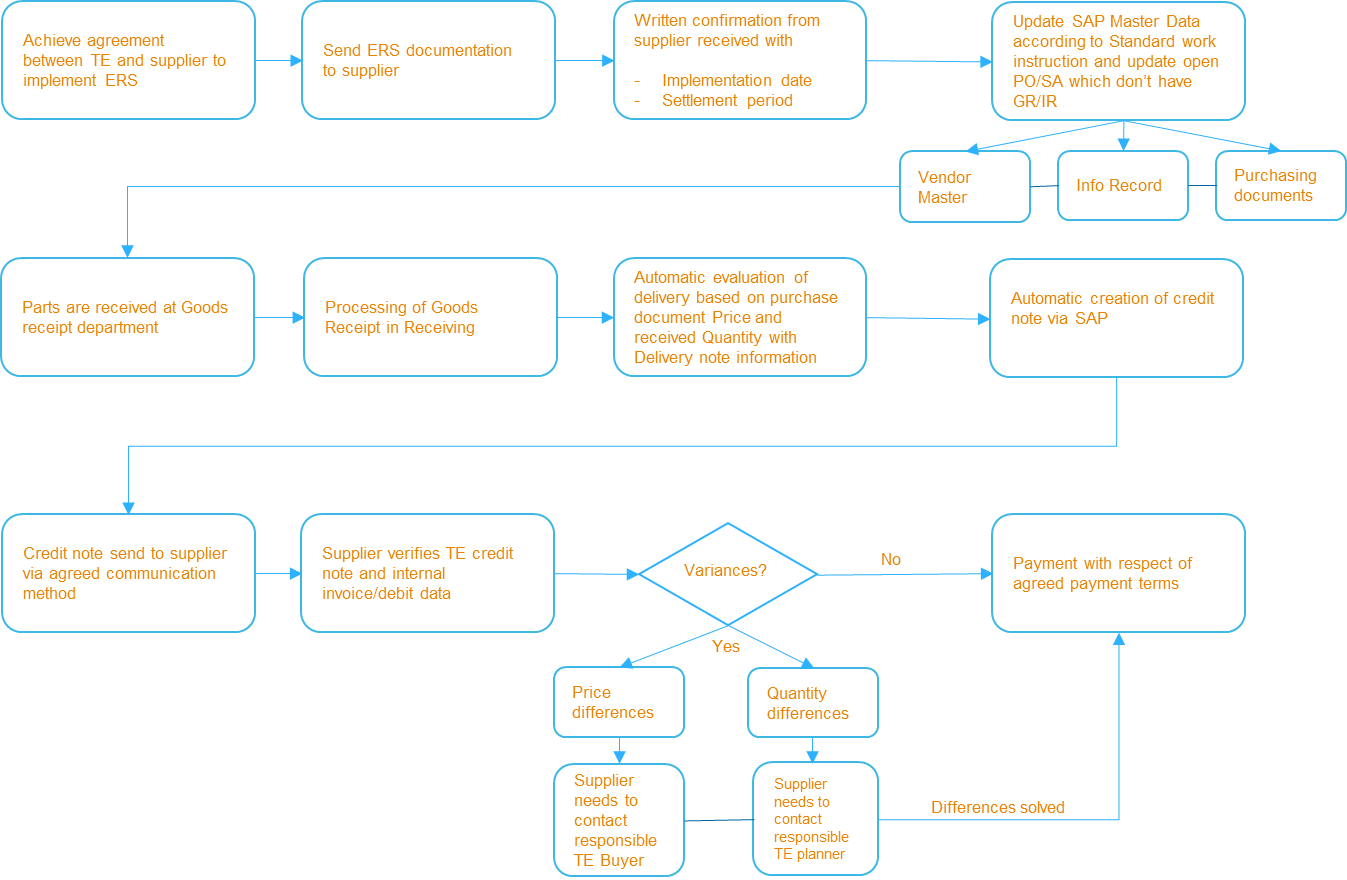 Achieve agreement
between TE and supplier to
implement ERS
Send ERS documentation
to supplier
Written confirmation from
supplier received with
- Implementation date
- Settlement period
Update SAP Master Data
according to Standard work
instruction and update open
PO/SA which don't have
GR/IR
Vendor
Master
Info Record
Purchasing
documents
Parts are received at Goods
receipt department
Processing of Goods
Receipt in Receiving
Automatic evaluation of
delivery based on purchase
document Price and
received Quantity with
Delivery note information
Automatic creation of credit
note via SAP
Credit note send to supplier
via agreed communication
method
Supplier verifies TE credit
note and internal
invoice/debit data
Variances?
No
Payment with respect of
agreed payment terms
Yes
Price
differences
Quantity
differences
Supplier
needs to
contact
responsible
TE Buyer
Supplier
needs to
contact
responsible
TE planner
Differences solved